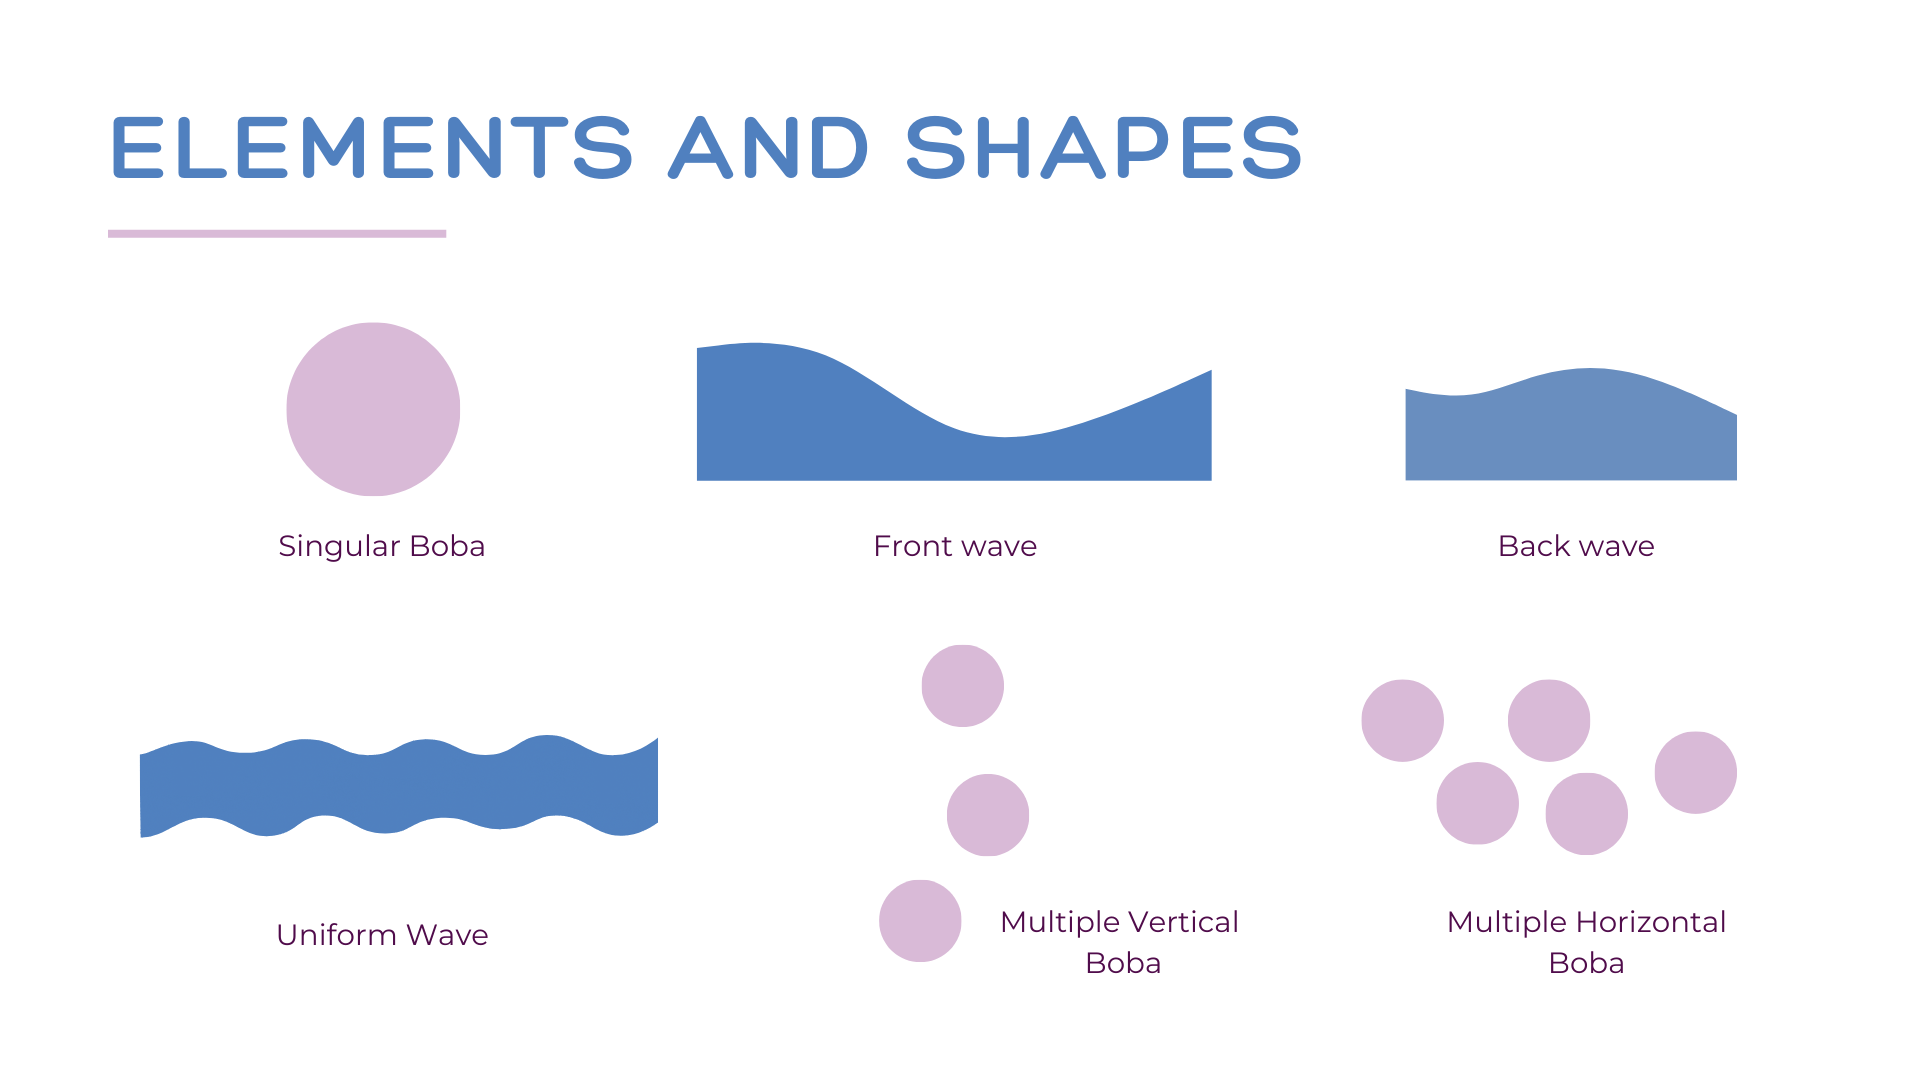 ELEMENTS AND SHAPES
Singular Boba
Front wave
Back wave
Uniform Wave
Multiple Vertical
Boba
Multiple Horizontal
Boba